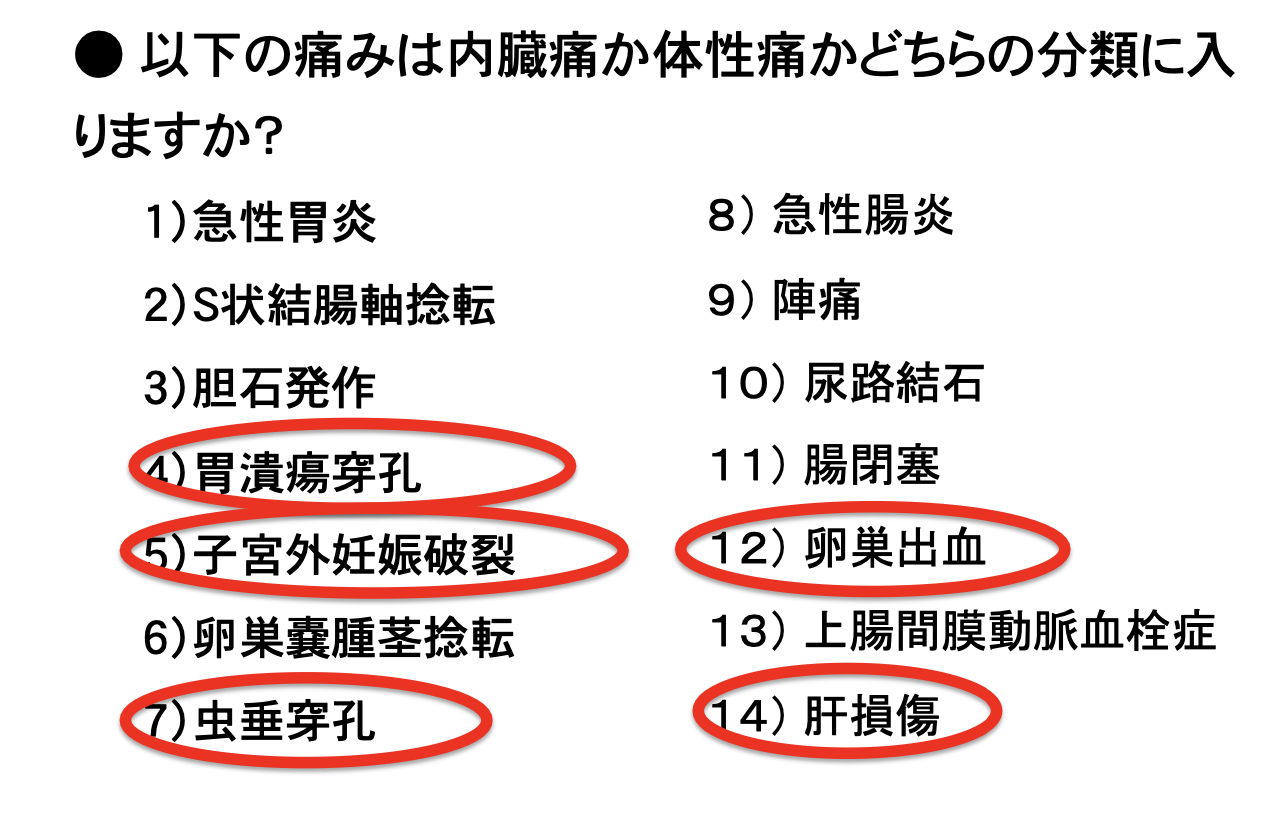 ● 以下の痛みは内臓痛か体性痛かどちらの分類に入
りますか？
1)急性胃炎
2)S状結腸軸捻転
3)胆石発作
4)胃潰瘍穿孔
5)子宮外妊娠破裂
6)卵巣嚢腫茎捻転
7)虫垂穿孔
８） 急性腸炎
９） 陣痛
１０） 尿路結石
１１） 腸閉塞
１２） 卵巣出血
１３） 上腸間膜動脈血栓症
１４） 肝損傷